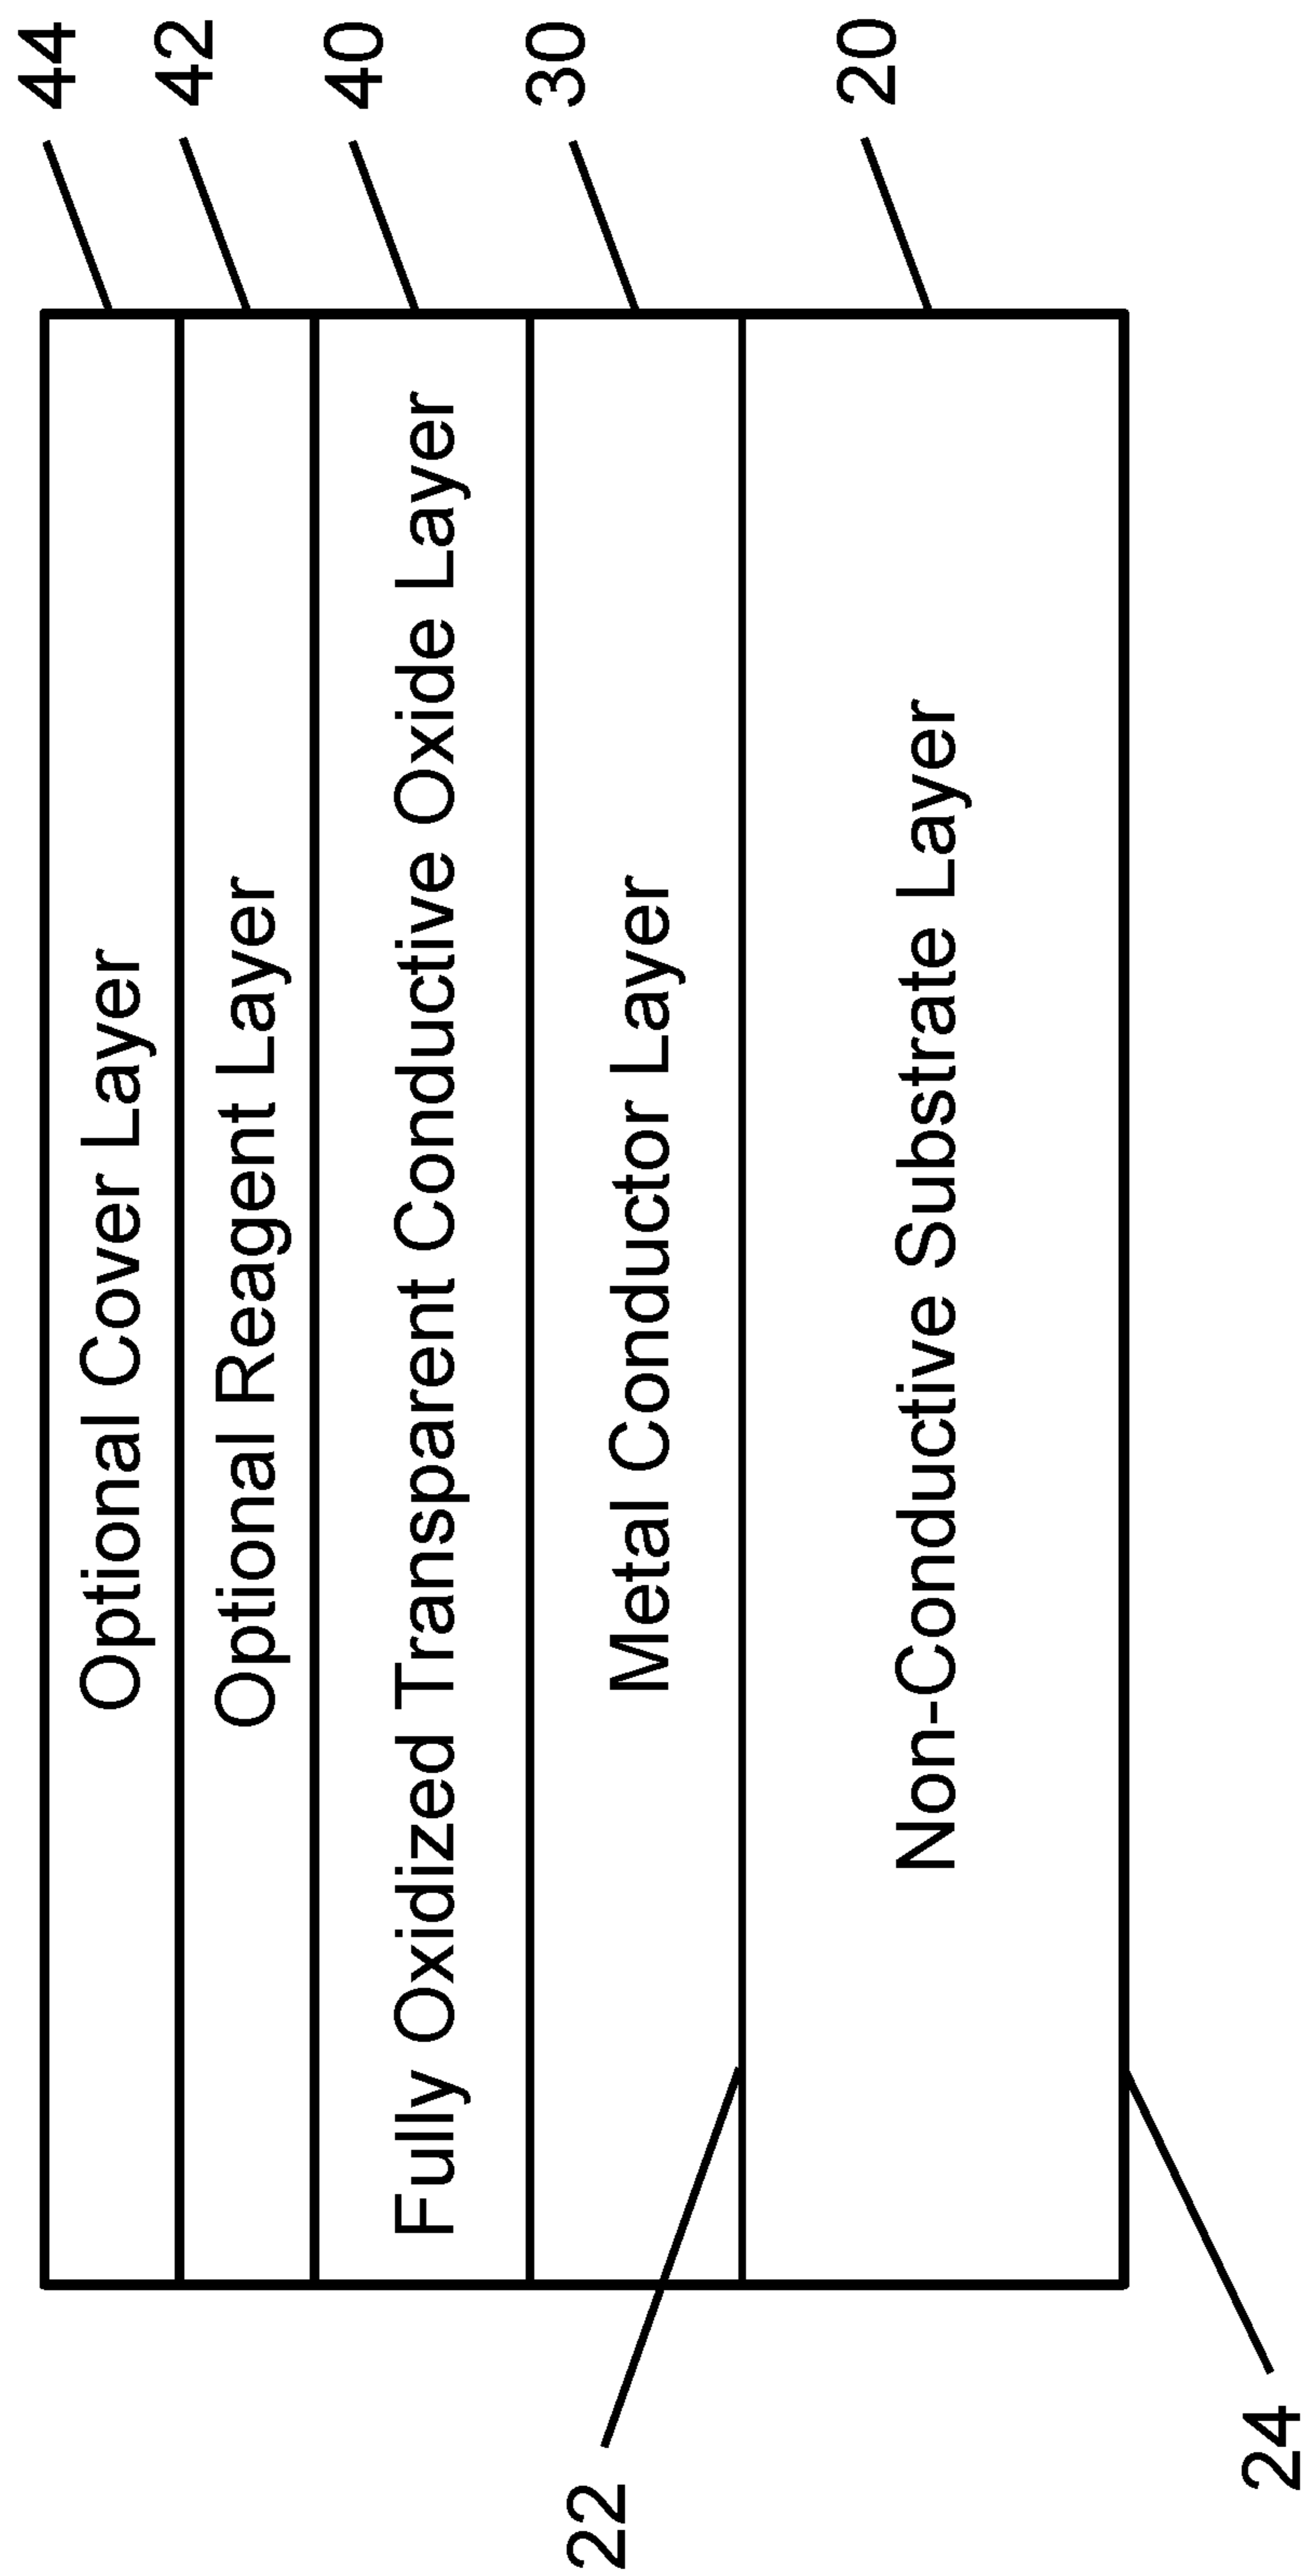 44
Optional Cover Layer
42
Optional Reagent Layer
40
Fully Oxidized Transparent Conductive Oxide Layer
30
Metal Conductor Layer
22
20
Non-Conductive Substrate Layer
24